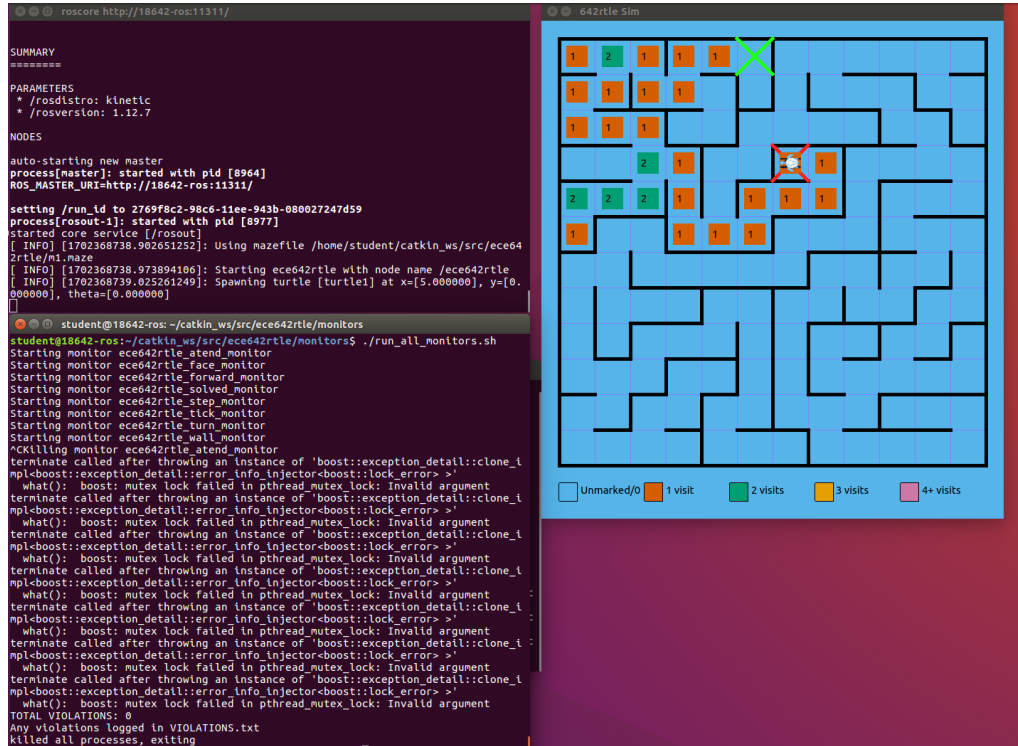 roscore http://18642-ros:11311/
SUMMARY
========
PARAMETERS
* /rosdistro: kinetic
* /rosversion: 1.12.7
NODES
auto-starting new master
process[master]: started with pid [8964]
ROS_MASTER_URI=http://18642-ros:11311/
setting /run_id to 2769f8c2-98c6-11ee-943b-080027247d59
process[rosout-1]: started with pid [8977]
started core service [/rosout]
[ INFO] [1702368738.902651252]: Using mazefile /home/student/catkin_ws/src/ece64
2rtle/m1.maze
[ INFO] [1702368738.973894106]: Starting ece642rtle with node name /ece642rtle
[ INFO] [1702368739.025261249]: Spawning turtle [turtle1] at x=[5.000000], y=[0.
000000], theta=[0.000000]
student@18642-ros: ~/catkin_ws/src/ece642rtle/monitors
student@18642-ros:~/catkin_ws/src/ece642rtle/monitors$ ./run_all_monitors.sh
Starting monitor ece642rtle_atend_monitor
Starting monitor ece642rtle_face_monitor
Starting monitor ece642rtle_forward_monitor
Starting monitor ece642rtle_solved_monitor
Starting monitor ece642rtle_step_monitor
Starting monitor ece642rtle_tick_monitor
Starting monitor ece642rtle_turn_monitor
Starting monitor ece642rtle_wall_monitor
^CKilling monitor ece642rtle_atend_monitor
terminate called after throwing an instance of 'boost::exception_detail::clone_i
mpl<boost::exception_detail::error_info_injector<boost::lock_error> >'
what():  boost: mutex lock failed in pthread_mutex_lock: Invalid argument
terminate called after throwing an instance of 'boost::exception_detail::clone_i
mpl<boost::exception_detail::error_info_injector<boost::lock_error> >'
what():  boost: mutex lock failed in pthread_mutex_lock: Invalid argument
terminate called after throwing an instance of 'boost::exception_detail::clone_i
mpl<boost::exception_detail::error_info_injector<boost::lock_error> >'
what():  boost: mutex lock failed in pthread_mutex_lock: Invalid argument
terminate called after throwing an instance of 'boost::exception_detail::clone_i
mpl<boost::exception_detail::error_info_injector<boost::lock_error> >'
what():  boost: mutex lock failed in pthread_mutex_lock: Invalid argument
terminate called after throwing an instance of 'boost::exception_detail::clone_i
mpl<boost::exception_detail::error_info_injector<boost::lock_error> >'
what():  boost: mutex lock failed in pthread_mutex_lock: Invalid argument
terminate called after throwing an instance of 'boost::exception_detail::clone_i
mpl<boost::exception_detail::error_info_injector<boost::lock_error> >'
what():  boost: mutex lock failed in pthread_mutex_lock: Invalid argument
terminate called after throwing an instance of 'boost::exception_detail::clone_i
mpl<boost::exception_detail::error_info_injector<boost::lock_error> >'
what():  boost: mutex lock failed in pthread_mutex_lock: Invalid argument
TOTAL VIOLATIONS: 0
Any violations logged in VIOLATIONS.txt
killed all processes, exiting
642rtle Sim
1 2 1 1 1
1 1 1 1
1 1 1
2 1 1
2 2 2 1 1 1 1
1 1 1 1
Unmarked/0 1 visit 2 visits 3 visits 4+ visits